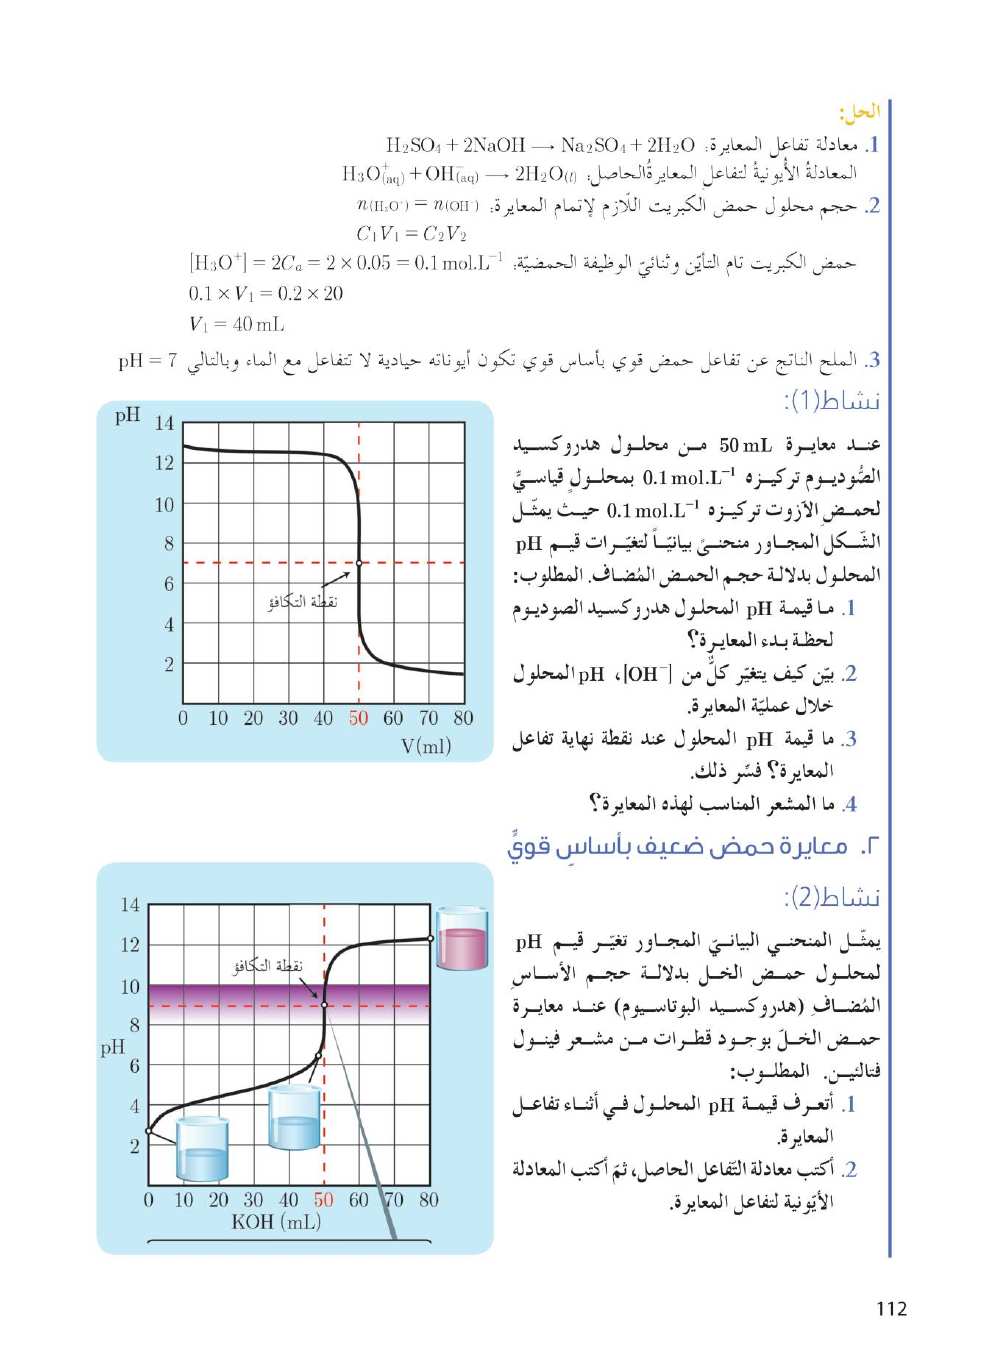 الحل:
1. معادلة تفاعل المعايرة: H₂SO₄ + 2NaOH ⟶ Na₂SO₄ + 2H₂O
المعادلة الأيونية لتفاعل المعايرة الحاصل: H₃O⁺(aq) + OH⁻(aq) ⟶ 2H₂O(l)
2. حجم محلول حمض الكبريت اللّازم لإتمام المعايرة: n(H₃O⁺) = n(OH⁻)
C₁V₁ = C₂V₂
حمض الكبريت تام التأيّن وثنائيّ الوظيفة الحمضيّة: [H₃O⁺] = 2Cₐ = 2 × 0.05 = 0.1 mol.L⁻¹
0.1 × V₁ = 0.2 × 20
V₁ = 40 mL
3. الملح الناتج عن تفاعل حمض قوي بأساس قوي تكون أيوناته حيادية لا تتفاعل مع الماء وبالتالي pH = 7
نشاط(1):
عند معايرة 50 mL من محلول هدروكسيد
الصُّوديوم تركيزه 0.1 mol.L⁻¹ بمحلولٍ قياسيٍّ
لحمض الآزوت تركيزه 0.1 mol.L⁻¹ حيث يمثّل
الشّكل المجاور منحنىً بيانيّاً لتغيّرات قيم pH
المحلول بدلالة حجم الحمض المُضاف. المطلوب:
1. ما قيمة pH المحلول هدروكسيد الصوديوم
لحظة بدء المعايرة؟
2. بيّن كيف يتغيّر كلٌّ من [OH⁻]، pH المحلول
خلال عمليّة المعايرة.
3. ما قيمة pH المحلول عند نقطة نهاية تفاعل
المعايرة؟ فسّر ذلك.
4. ما المشعر المناسب لهذه المعايرة؟
pH
14
12
10
8
6
4
2
نقطة التكافؤ
0 10 20 30 40 50 60 70 80
V(ml)
٢. معايرة حمض ضعيف بأساسٍ قويٍّ
نشاط(2):
يمثّل المنحني البيانيّ المجاور تغيّر قيم pH
لمحلول حمض الخل بدلالة حجم الأساسِ
المُضاف (هدروكسيد البوتاسيوم) عند معايرة
حمض الخلّ بوجود قطرات من مشعر فينول
فتالئين. المطلوب:
1. أتعرف قيمة pH المحلول في أثناء تفاعل
المعايرة.
2. أكتب معادلة التّفاعل الحاصل، ثمّ أكتب المعادلة
الأيّونية لتفاعل المعايرة.
14
12
10
8
pH
6
4
2
نقطة التكافؤ
0 10 20 30 40 50 60 70 80
KOH (mL)
112